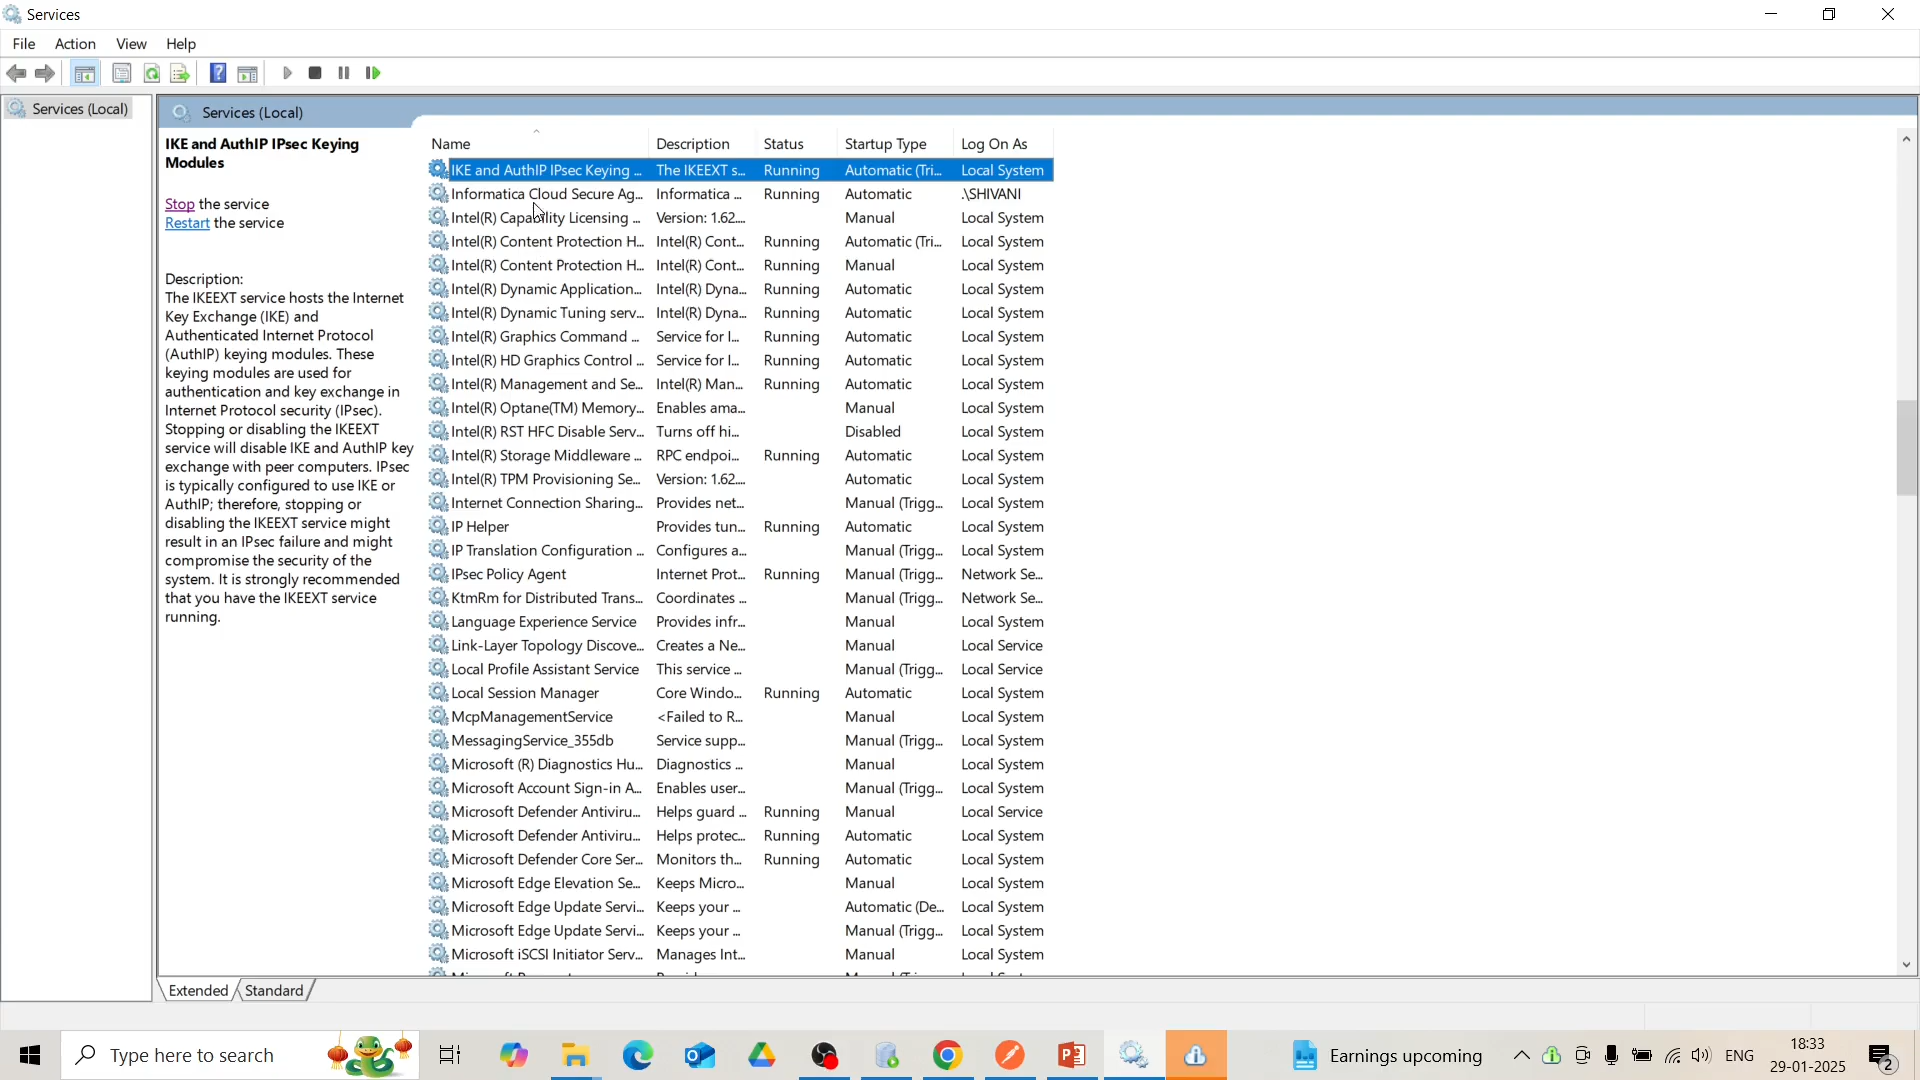 Services
File Action View Help
Services (Local)
Services (Local)
IKE and AuthIP IPsec Keying
Modules
Stop the service
Restart the service
Description:
The IKEEXT service hosts the Internet
Key Exchange (IKE) and
Authenticated Internet Protocol
(AuthIP) keying modules. These
keying modules are used for
authentication and key exchange in
Internet Protocol security (IPsec).
Stopping or disabling the IKEEXT
service will disable IKE and AuthIP key
exchange with peer computers. IPsec
is typically configured to use IKE or
AuthIP; therefore, stopping or
disabling the IKEEXT service might
result in an IPsec failure and might
compromise the security of the
system. It is strongly recommended
that you have the IKEEXT service
running.
Name Description Status Startup Type Log On As
IKE and AuthIP IPsec Keying ... The IKEEXT s... Running Automatic (Tri... Local System
Informatica Cloud Secure Ag... Informatica ... Running Automatic .\SHIVANI
Intel(R) Capability Licensing ... Version: 1.62.... Manual Local System
Intel(R) Content Protection H... Intel(R) Cont... Running Automatic (Tri... Local System
Intel(R) Content Protection H... Intel(R) Cont... Running Manual Local System
Intel(R) Dynamic Application... Intel(R) Dyna... Running Automatic Local System
Intel(R) Dynamic Tuning serv... Intel(R) Dyna... Running Automatic Local System
Intel(R) Graphics Command ... Service for I... Running Automatic Local System
Intel(R) HD Graphics Control ... Service for I... Running Automatic Local System
Intel(R) Management and Se... Intel(R) Man... Running Automatic Local System
Intel(R) Optane(TM) Memory... Enables ama... Manual Local System
Intel(R) RST HFC Disable Serv... Turns off hi... Disabled Local System
Intel(R) Storage Middleware ... RPC endpoi... Running Automatic Local System
Intel(R) TPM Provisioning Se... Version: 1.62.... Automatic Local System
Internet Connection Sharing... Provides net... Manual (Trigg... Local System
IP Helper Provides tun... Running Automatic Local System
IP Translation Configuration ... Configures a... Manual (Trigg... Local System
IPsec Policy Agent Internet Prot... Running Manual (Trigg... Network Se...
KtmRm for Distributed Trans... Coordinates ... Manual (Trigg... Network Se...
Language Experience Service Provides infr... Manual Local System
Link-Layer Topology Discove... Creates a Ne... Manual Local Service
Local Profile Assistant Service This service ... Manual (Trigg... Local Service
Local Session Manager Core Windo... Running Automatic Local System
McpManagementService <Failed to R... Manual Local System
MessagingService_355db Service supp... Manual (Trigg... Local System
Microsoft (R) Diagnostics Hu... Diagnostics ... Manual Local System
Microsoft Account Sign-in A... Enables user... Manual (Trigg... Local System
Microsoft Defender Antiviru... Helps guard ... Running Manual Local Service
Microsoft Defender Antiviru... Helps protec... Running Automatic Local System
Microsoft Defender Core Ser... Monitors th... Running Automatic Local System
Microsoft Edge Elevation Se... Keeps Micro... Manual Local System
Microsoft Edge Update Servi... Keeps your ... Automatic (De... Local System
Microsoft Edge Update Servi... Keeps your ... Manual (Trigg... Local System
Microsoft iSCSI Initiator Serv... Manages Int... Manual Local System
Extended Standard
Type here to search
Earnings upcoming
ENG
18:33
29-01-2025
2